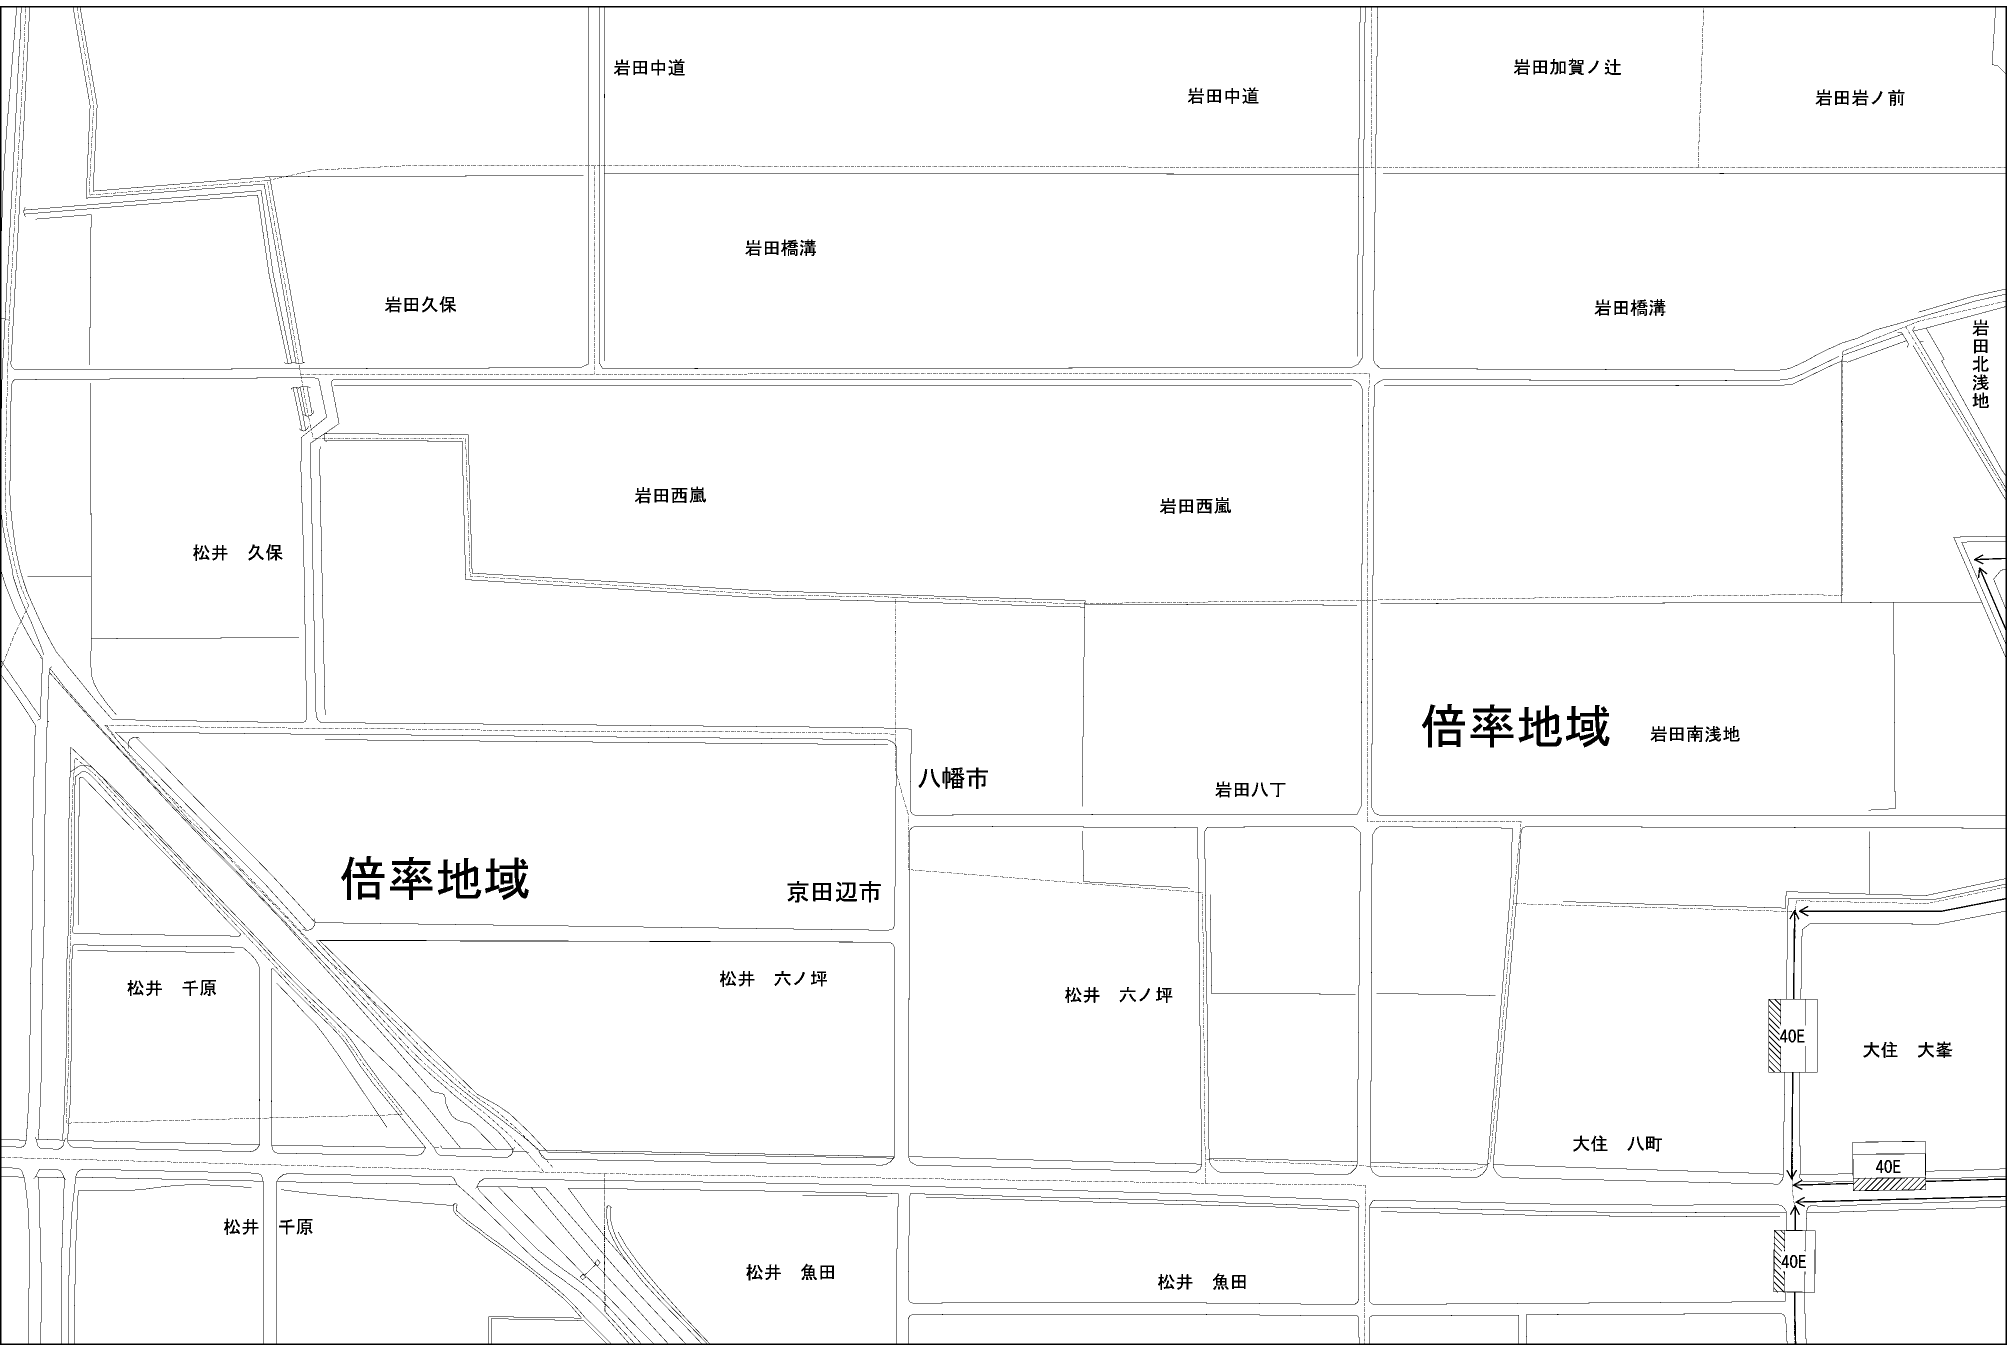 岩田中道
岩田加賀ノ辻
岩田中道
岩田岩ノ前
岩田橋溝
岩田久保
岩田橋溝
岩田北浅地
岩田西嵐
岩田西嵐
松井　久保
倍率地域
岩田南浅地
八幡市
岩田八丁
倍率地域
京田辺市
松井　六ノ坪
松井　千原
松井　六ノ坪
40E
大住　大峯
大住　八町
40E
松井　千原
40E
松井　魚田
松井　魚田